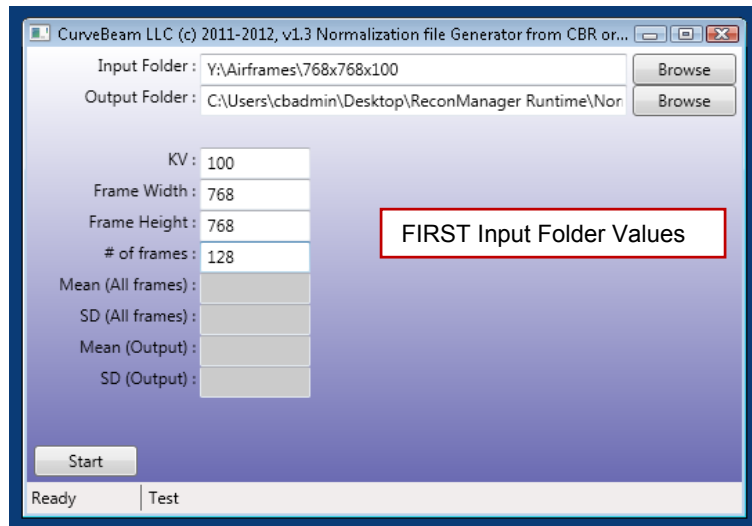 CurveBeam LLC (c) 2011-2012, v1.3 Normalization file Generator from CBR or...
Input Folder : Y:\Airframes\768x768x100 Browse
Output Folder : C:\Users\cbadmin\Desktop\ReconManager Runtime\Nor Browse
KV : 100
Frame Width : 768
Frame Height : 768
FIRST Input Folder Values
# of frames : 128
Mean (All frames) :
SD (All frames) :
Mean (Output) :
SD (Output) :
Start
Ready Test